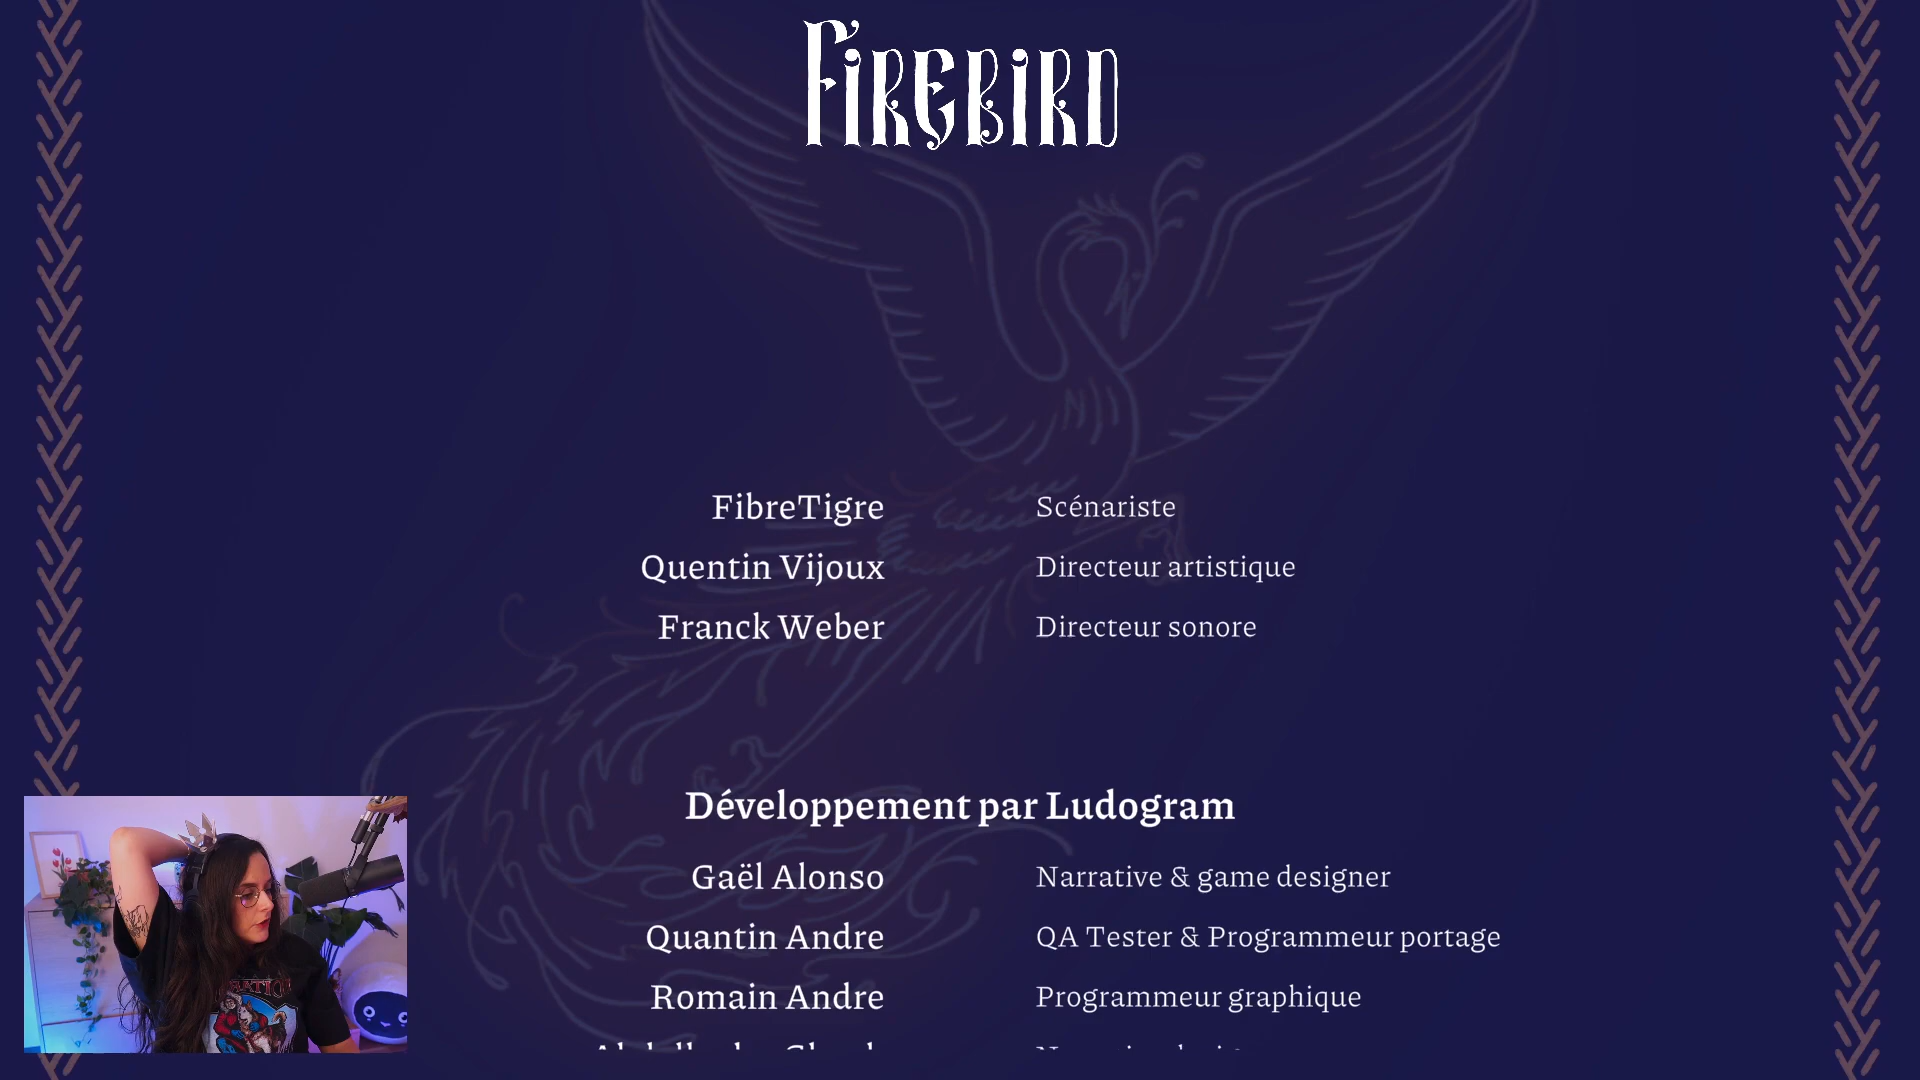 FIREBIRD
FibreTigre Scénariste
Quentin Vijoux Directeur artistique
Franck Weber Directeur sonore
Développement par Ludogram
Gaël Alonso Narrative & game designer
Quantin Andre QA Tester & Programmeur portage
Romain Andre Programmeur graphique